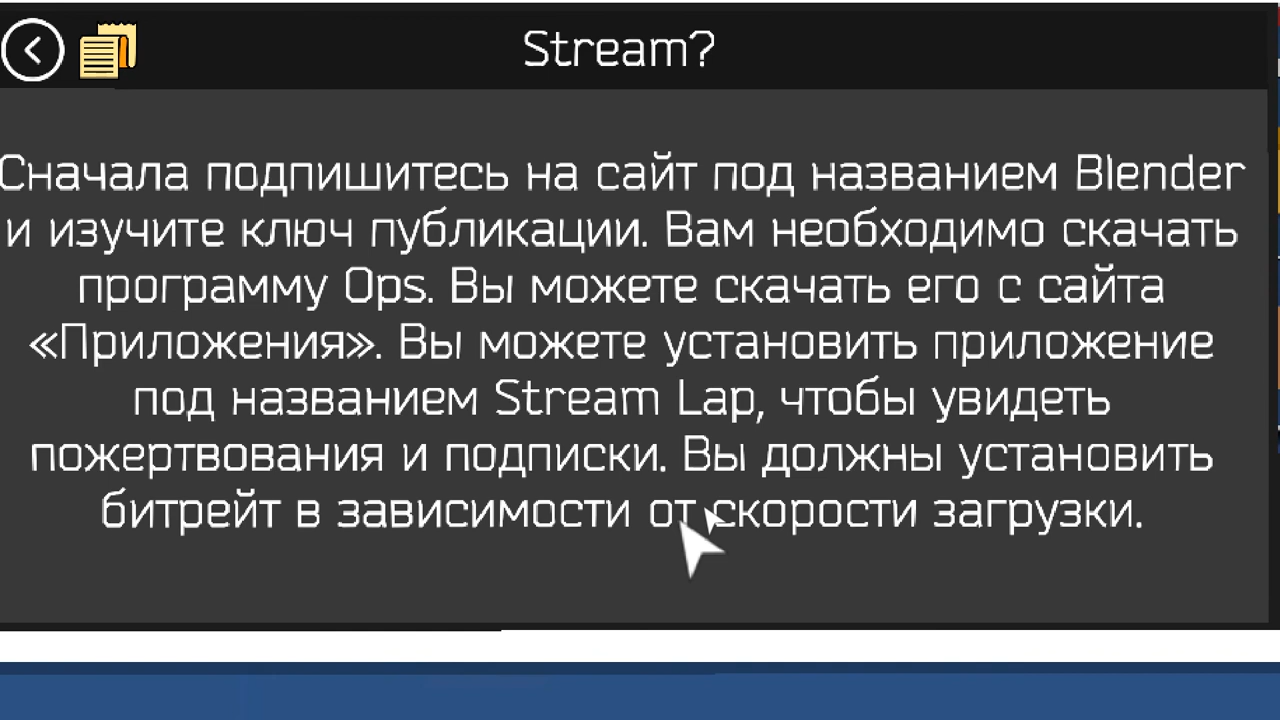 Stream?
Сначала подпишитесь на сайт под названием Blender
и изучите ключ публикации. Вам необходимо скачать
программу Ops. Вы можете скачать его с сайта
«Приложения». Вы можете установить приложение
под названием Stream Lap, чтобы увидеть
пожертвования и подписки. Вы должны установить
битрейт в зависимости от скорости загрузки.